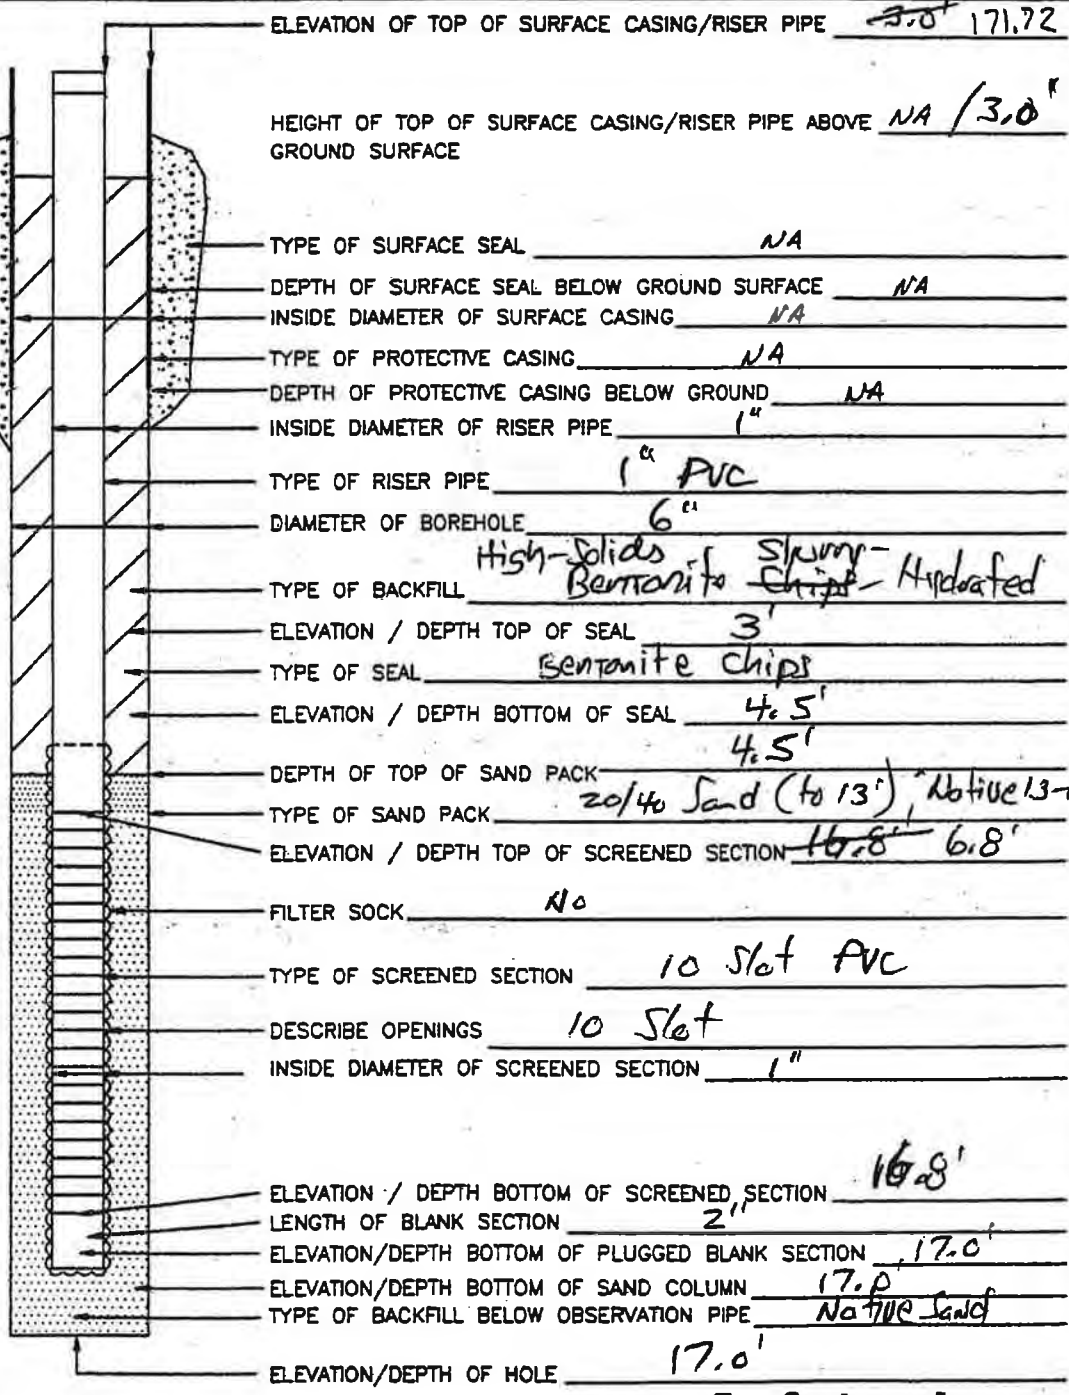 ELEVATION OF TOP OF SURFACE CASING/RISER PIPE 3.0' 171.72
HEIGHT OF TOP OF SURFACE CASING/RISER PIPE ABOVE NA / 3.0'
GROUND SURFACE
TYPE OF SURFACE SEAL NA
DEPTH OF SURFACE SEAL BELOW GROUND SURFACE NA
INSIDE DIAMETER OF SURFACE CASING NA
TYPE OF PROTECTIVE CASING NA
DEPTH OF PROTECTIVE CASING BELOW GROUND NA
INSIDE DIAMETER OF RISER PIPE 1"
TYPE OF RISER PIPE 1" PVC
DIAMETER OF BOREHOLE 6"
High-Solids Slurry-
TYPE OF BACKFILL Bentonite Chips Hydrated
ELEVATION / DEPTH TOP OF SEAL 3'
TYPE OF SEAL Bentonite Chips
ELEVATION / DEPTH BOTTOM OF SEAL 4.5'
DEPTH OF TOP OF SAND PACK 4.5'
TYPE OF SAND PACK 20/40 Sand (to 13'), Native 13-
ELEVATION / DEPTH TOP OF SCREENED SECTION 16.8' 6.8'
FILTER SOCK No
TYPE OF SCREENED SECTION 10 Slot PVC
DESCRIBE OPENINGS 10 Slot
INSIDE DIAMETER OF SCREENED SECTION 1"
ELEVATION / DEPTH BOTTOM OF SCREENED SECTION 16.8'
LENGTH OF BLANK SECTION 2"
ELEVATION/DEPTH BOTTOM OF PLUGGED BLANK SECTION 17.0'
ELEVATION/DEPTH BOTTOM OF SAND COLUMN 17.0'
TYPE OF BACKFILL BELOW OBSERVATION PIPE Native Sand
ELEVATION/DEPTH OF HOLE 17.0'